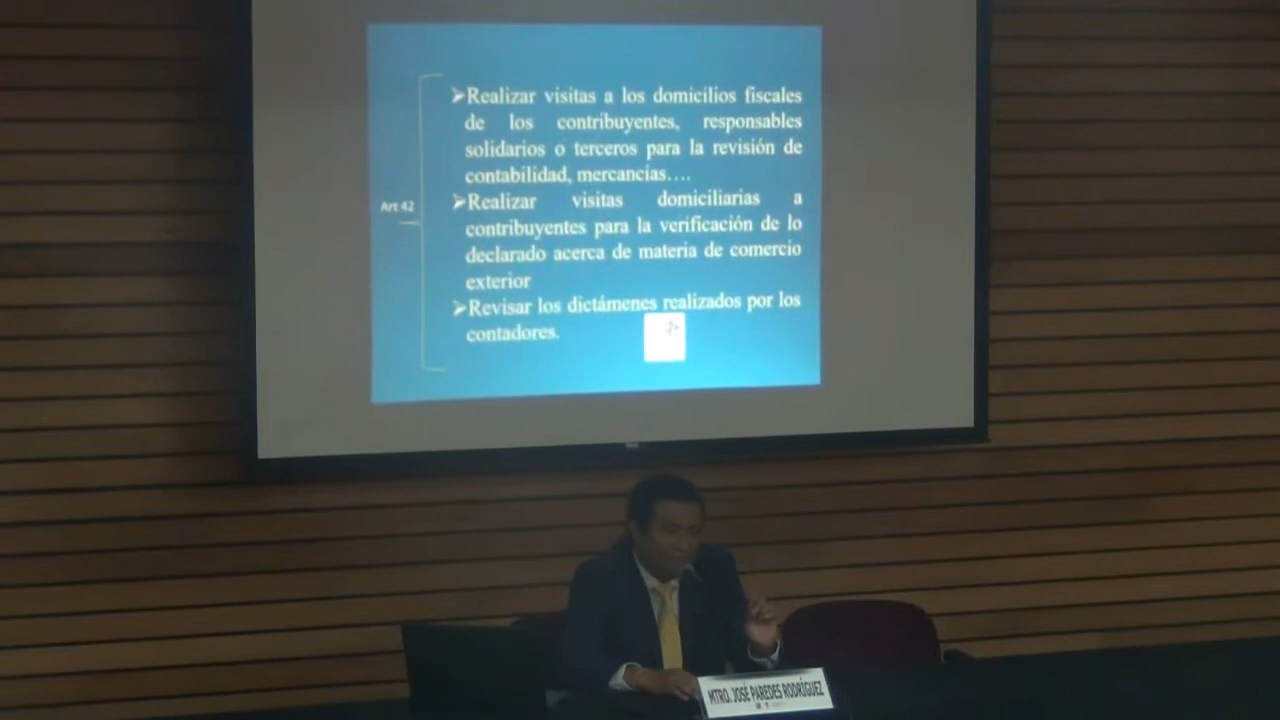 ➢Realizar visitas a los domicilios fiscales
de los contribuyentes, responsables
solidarios o terceros para la revisión de
contabilidad, mercancías….
Art 42
➢Realizar visitas domiciliarias a
contribuyentes para la verificación de lo
declarado acerca de materia de comercio
exterior
➢Revisar los dictámenes realizados por los
contadores.
MTRO. JOSÉ PAREDES RODRÍGUEZ